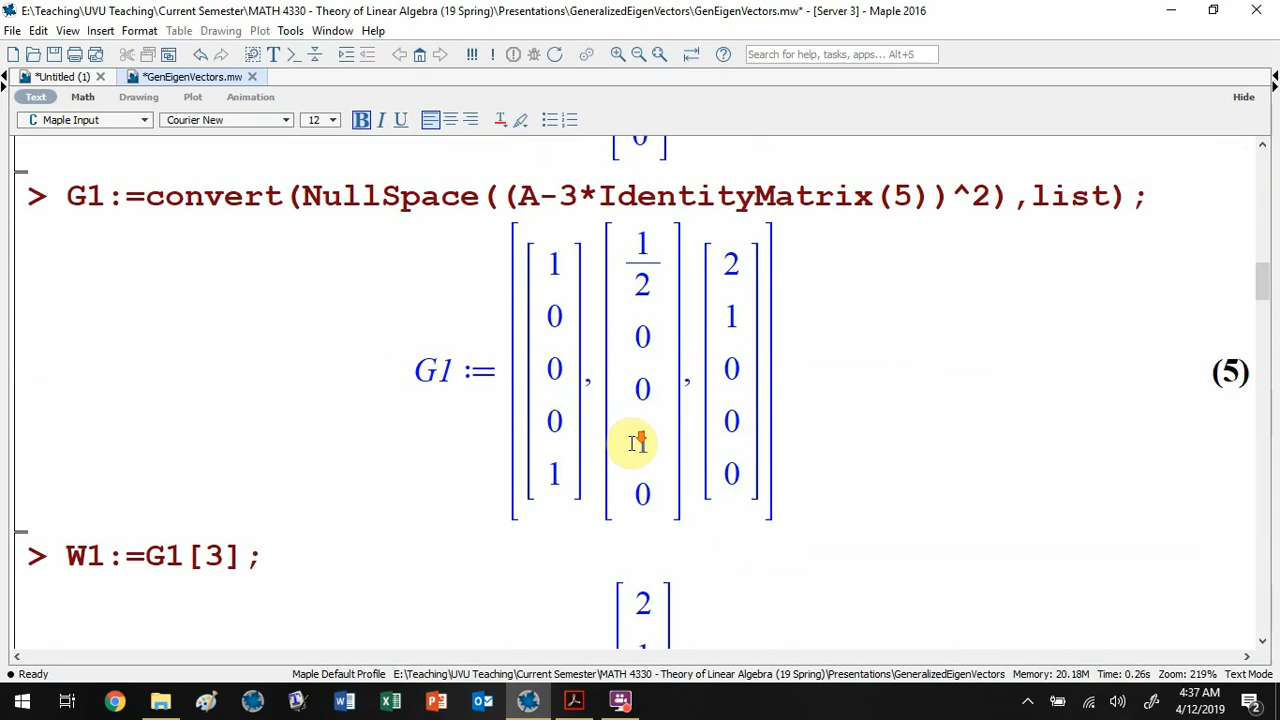 E:\Teaching\UVU Teaching\Current Semester\MATH 4330 - Theory of Linear Algebra (19 Spring)\Presentations\GeneralizedEigenVectors\GenEigenVectors.mw* - [Server 3] - Maple 2016
File Edit View Insert Format Table Drawing Plot Tools Window Help
Search for help, tasks, apps... Alt+S
*Untitled (1) *GenEigenVectors.mw
Text Math Drawing Plot Animation Hide
C Maple Input Courier New 12 B I U
0
> G1:=convert(NullSpace((A-3*IdentityMatrix(5))^2),list);
G1 := [[1 0 0 0 1], [1/2 0 0 1 0], [2 1 0 0 0]] (5)
> W1:=G1[3];
2
Ready Maple Default Profile E:\Teaching\UVU Teaching\Current Semester\MATH 4330 - Theory of Linear Algebra (19 Spring)\Presentations\GeneralizedEigenVectors Memory: 20.18M Time: 0.26s Zoom: 219% Text Mode
4:37 AM
4/12/2019
2